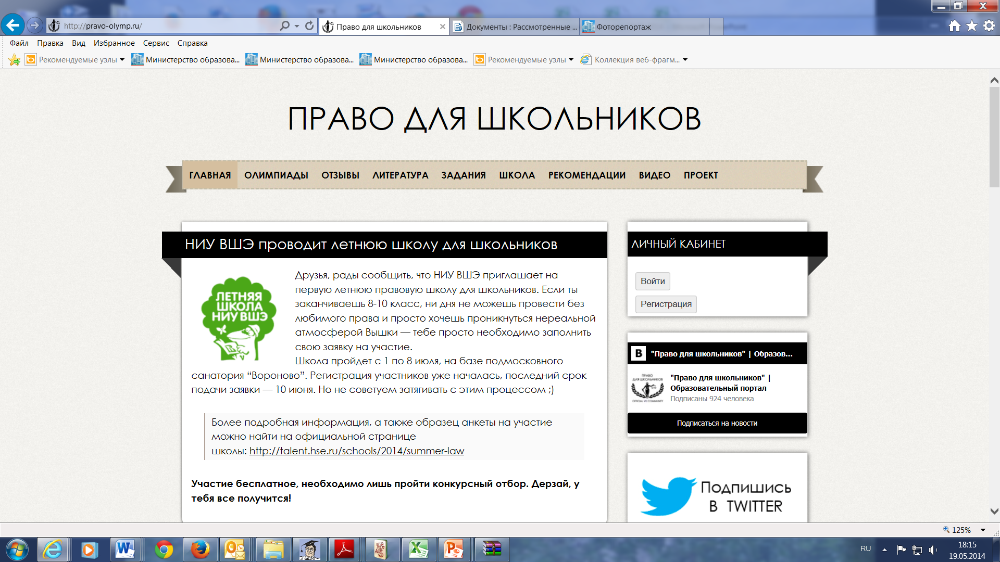 http://pravo-olymp.ru/
Право для школьников
Документы : Рассмотренные ...
Фоторепортаж
Файл Правка Вид Избранное Сервис Справка
Рекомендуемые узлы
Министерство образова...
Министерство образова...
Министерство образова...
Рекомендуемые узлы
Коллекция веб-фрагм...
ПРАВО ДЛЯ ШКОЛЬНИКОВ
ГЛАВНАЯ ОЛИМПИАДЫ ОТЗЫВЫ ЛИТЕРАТУРА ЗАДАНИЯ ШКОЛА РЕКОМЕНДАЦИИ ВИДЕО ПРОЕКТ
НИУ ВШЭ проводит летнюю школу для школьников
ЛЕТНЯЯ
ШКОЛА
НИУ ВШЭ
Друзья, рады сообщить, что НИУ ВШЭ приглашает на
первую летнюю правовую школу для школьников. Если ты
заканчиваешь 8-10 класс, ни дня не можешь провести без
любимого права и просто хочешь проникнуться нереальной
атмосферой Вышки — тебе просто необходимо заполнить
свою заявку на участие.
Школа пройдет с 1 по 8 июля, на базе подмосковного
санатория “Вороново”. Регистрация участников уже началась, последний срок
подачи заявки — 10 июня. Но не советуем затягивать с этим процессом ;)
Более подробная информация, а также образец анкеты на участие
можно найти на официальной странице
школы: http://talent.hse.ru/schools/2014/summer-law
Участие бесплатное, необходимо лишь пройти конкурсный отбор. Дерзай, у
тебя все получится!
ЛИЧНЫЙ КАБИНЕТ
Войти
Регистрация
В "Право для школьников" | Образов...
ПРАВО
ДЛЯ ШКОЛЬНИКОВ
OFFICIAL VK COMMUNITY
"Право для школьников" |
Образовательный портал
Подписаны 924 человека
Подписаться на новости
Подпишись
в TWITTER
125%
RU
18:15
19.05.2014